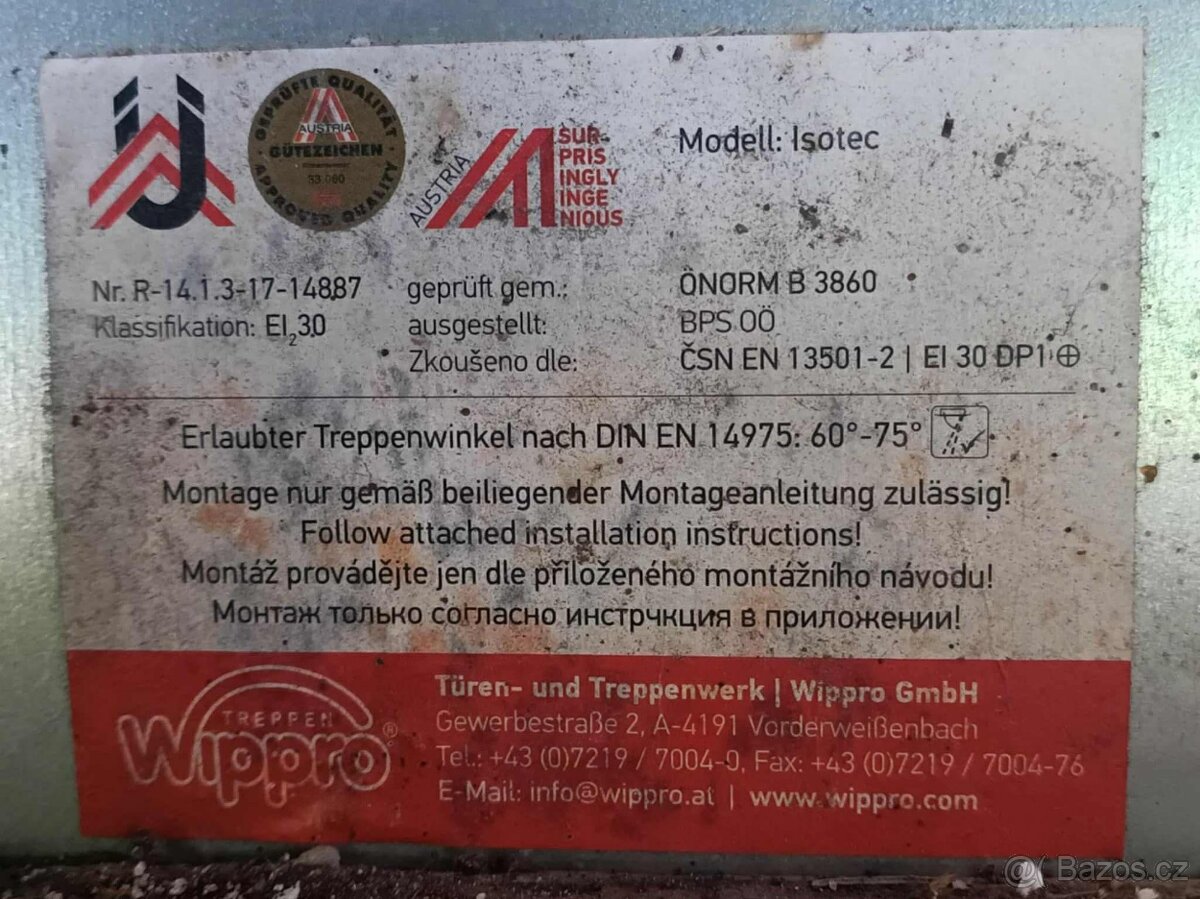 GEPRÜFTE QUALITÄT
AUSTRIA
GÜTEZEICHEN
APPROVED QUALITY
AUSTRIA
SUR-
PRIS
INGLY
INGE
NIOUS
Modell: Isotec
Nr. R-14.1.3-17-14887
geprüft gem.:
ÖNORM B 3860
Klassifikation: EI₂30
ausgestellt:
BPS OÖ
Zkoušeno dle:
ČSN EN 13501-2 | EI 30 DP1
Erlaubter Treppenwinkel nach DIN EN 14975: 60°-75°
Montage nur gemäß beiliegender Montageanleitung zulässig!
Follow attached installation instructions!
Montáž provádějte jen dle přiloženého montážního návodu!
Монтаж только согласно инстрчкция в приложении!
TREPPEN
Wippro®
Türen- und Treppenwerk | Wippro GmbH
Gewerbestraße 2, A-4191 Vorderweißenbach
Tel.: +43 (0)7219 / 7004-0, Fax: +43 (0)7219 / 7004-76
E-Mail: info@wippro.at | www.wippro.com
Bazos.cz